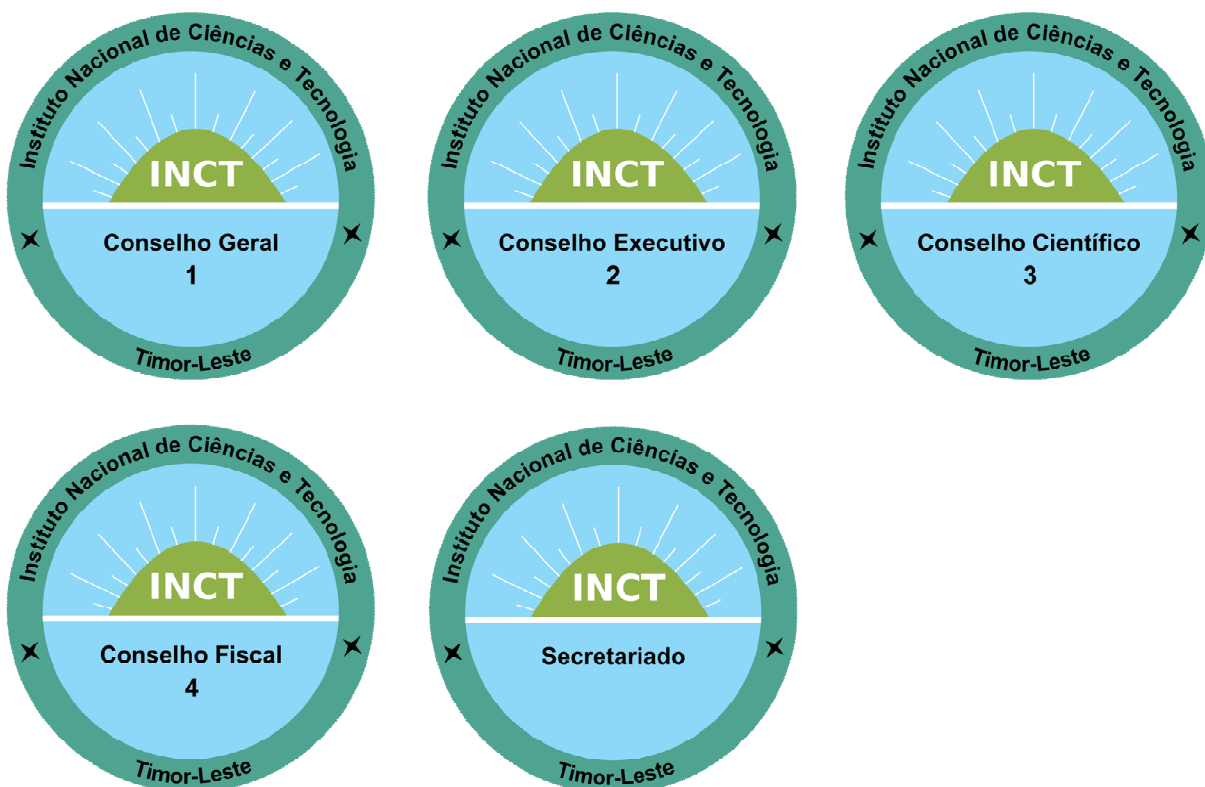 Instituto Nacional de Ciências e Tecnologia
INCT
Conselho Geral
1
Timor-Leste
Instituto Nacional de Ciências e Tecnologia
INCT
Conselho Executivo
2
Timor-Leste
Instituto Nacional de Ciências e Tecnologia
INCT
Conselho Científico
3
Timor-Leste
Instituto Nacional de Ciências e Tecnologia
INCT
Conselho Fiscal
4
Timor-Leste
Instituto Nacional de Ciências e Tecnologia
INCT
Secretariado
Timor-Leste